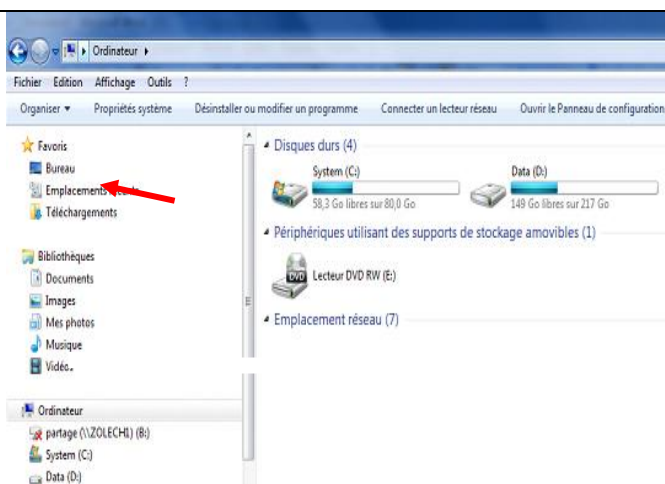 Ordinateur
Fichier Edition Affichage Outils ?
Organiser Propriétés système Désinstaller ou modifier un programme Connecter un lecteur réseau Ouvrir le Panneau de configuration
Favoris
Bureau
Emplacements
Téléchargements
Bibliothèques
Documents
Images
Mes photos
Musique
Ordinateur
partage (\\ZOLECH1) (B:)
System (C:)
Data (D:)
Disques durs (4)
System (C:)
58,3 Go libres sur 80,0 Go
Data (D:)
149 Go libres sur 217 Go
Périphériques utilisant des supports de stockage amovibles (1)
DVD
Lecteur DVD RW (E:)
Emplacement réseau (7)